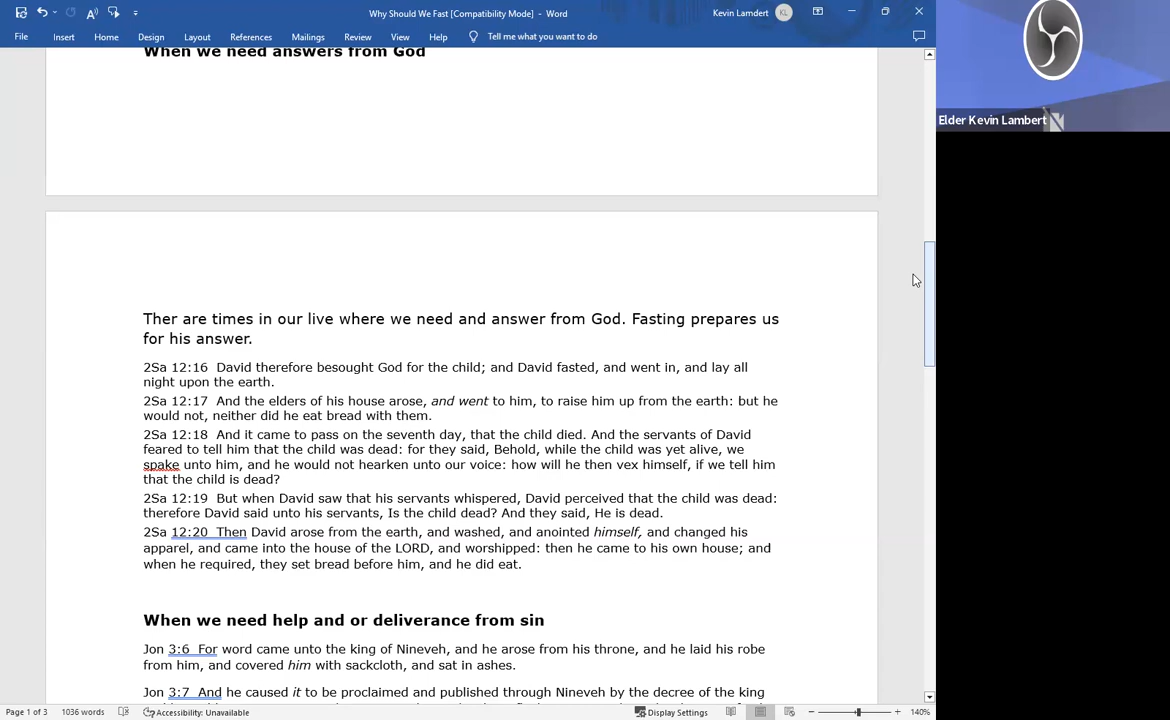 Why Should We Fast [Compatibility Mode] - Word
Kevin Lamdert
KL
File Insert Home Design Layout References Mailings Review View Help Tell me what you want to do
When we need answers from God
Elder Kevin Lambert
Ther are times in our live where we need and answer from God. Fasting prepares us
for his answer.
2Sa 12:16 David therefore besought God for the child; and David fasted, and went in, and lay all
night upon the earth.
2Sa 12:17 And the elders of his house arose, and went to him, to raise him up from the earth: but he
would not, neither did he eat bread with them.
2Sa 12:18 And it came to pass on the seventh day, that the child died. And the servants of David
feared to tell him that the child was dead: for they said, Behold, while the child was yet alive, we
spake unto him, and he would not hearken unto our voice: how will he then vex himself, if we tell him
that the child is dead?
2Sa 12:19 But when David saw that his servants whispered, David perceived that the child was dead:
therefore David said unto his servants, Is the child dead? And they said, He is dead.
2Sa 12:20 Then David arose from the earth, and washed, and anointed himself, and changed his
apparel, and came into the house of the LORD, and worshipped: then he came to his own house; and
when he required, they set bread before him, and he did eat.
When we need help and or deliverance from sin
Jon 3:6 For word came unto the king of Nineveh, and he arose from his throne, and he laid his robe
from him, and covered him with sackcloth, and sat in ashes.
Jon 3:7 And he caused it to be proclaimed and published through Nineveh by the decree of the king
Page 1 of 3 1036 words Accessibility: Unavailable Display Settings 140%